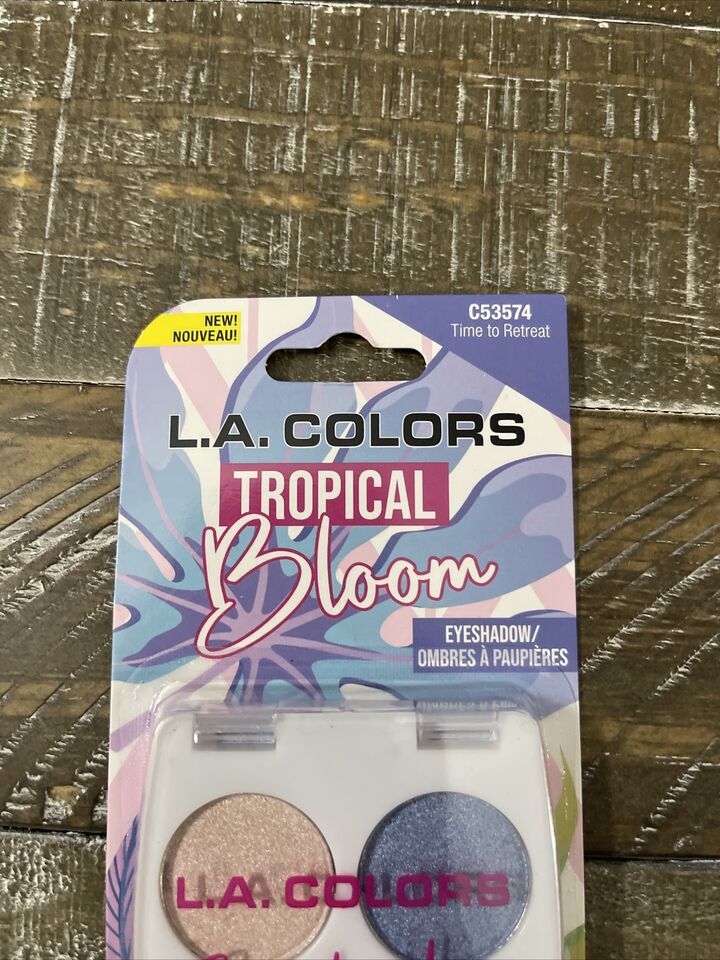 NEW!
NOUVEAU!
C53574
Time to Retreat
L.A. COLORS
TROPICAL
Bloom
EYESHADOW/
OMBRES À PAUPIÈRES
L.A. COLORS